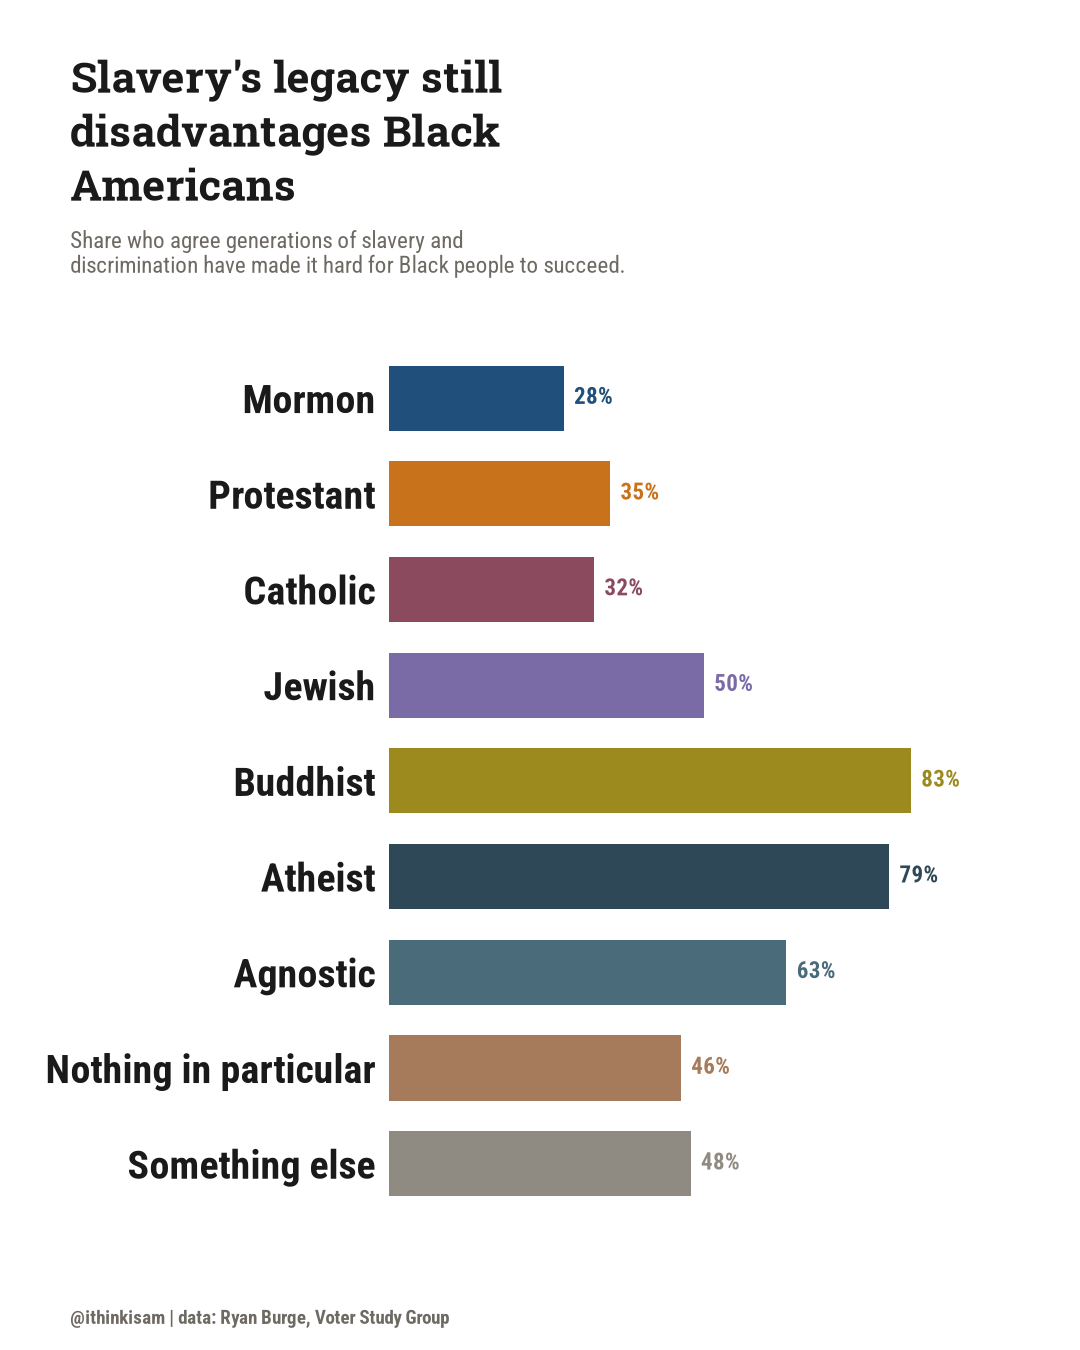 Slavery's legacy still
disadvantages Black
Americans
Share who agree generations of slavery and
discrimination have made it hard for Black people to succeed.
Mormon 28%
Protestant 35%
Catholic 32%
Jewish 50%
Buddhist 83%
Atheist 79%
Agnostic 63%
Nothing in particular 46%
Something else 48%
@ithinkisam | data: Ryan Burge, Voter Study Group